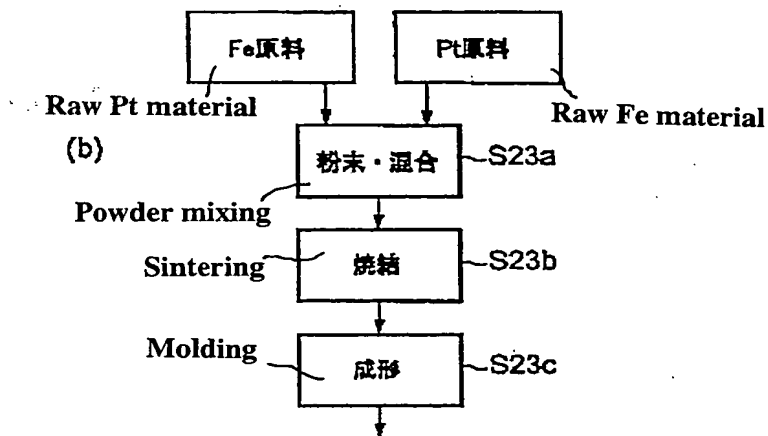 Fe原料
Pt原料
Raw Pt material
Raw Fe material
(b)
粉末・混合
S23a
Powder mixing
Sintering
焼結
S23b
Molding
成形
S23c